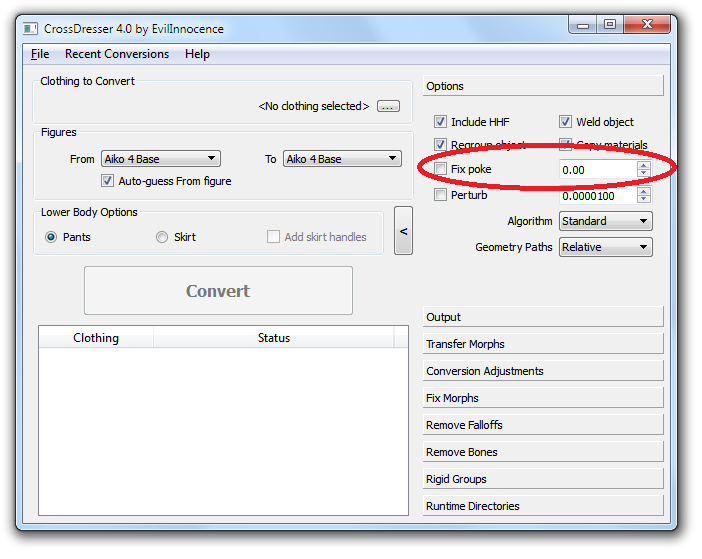 CrossDresser 4.0 by EvilInnocence
File Recent Conversions Help
Clothing to Convert
<No clothing selected> ...
Figures
From Aiko 4 Base To Aiko 4 Base
Auto-guess From figure
Lower Body Options
Pants Skirt Add skirt handles
<
Convert
Clothing Status
Options
Include HHF Weld object
Regroup object Copy materials
Fix poke 0.00
Perturb 0.0000100
Algorithm Standard
Geometry Paths Relative
Output
Transfer Morphs
Conversion Adjustments
Fix Morphs
Remove Falloffs
Remove Bones
Rigid Groups
Runtime Directories